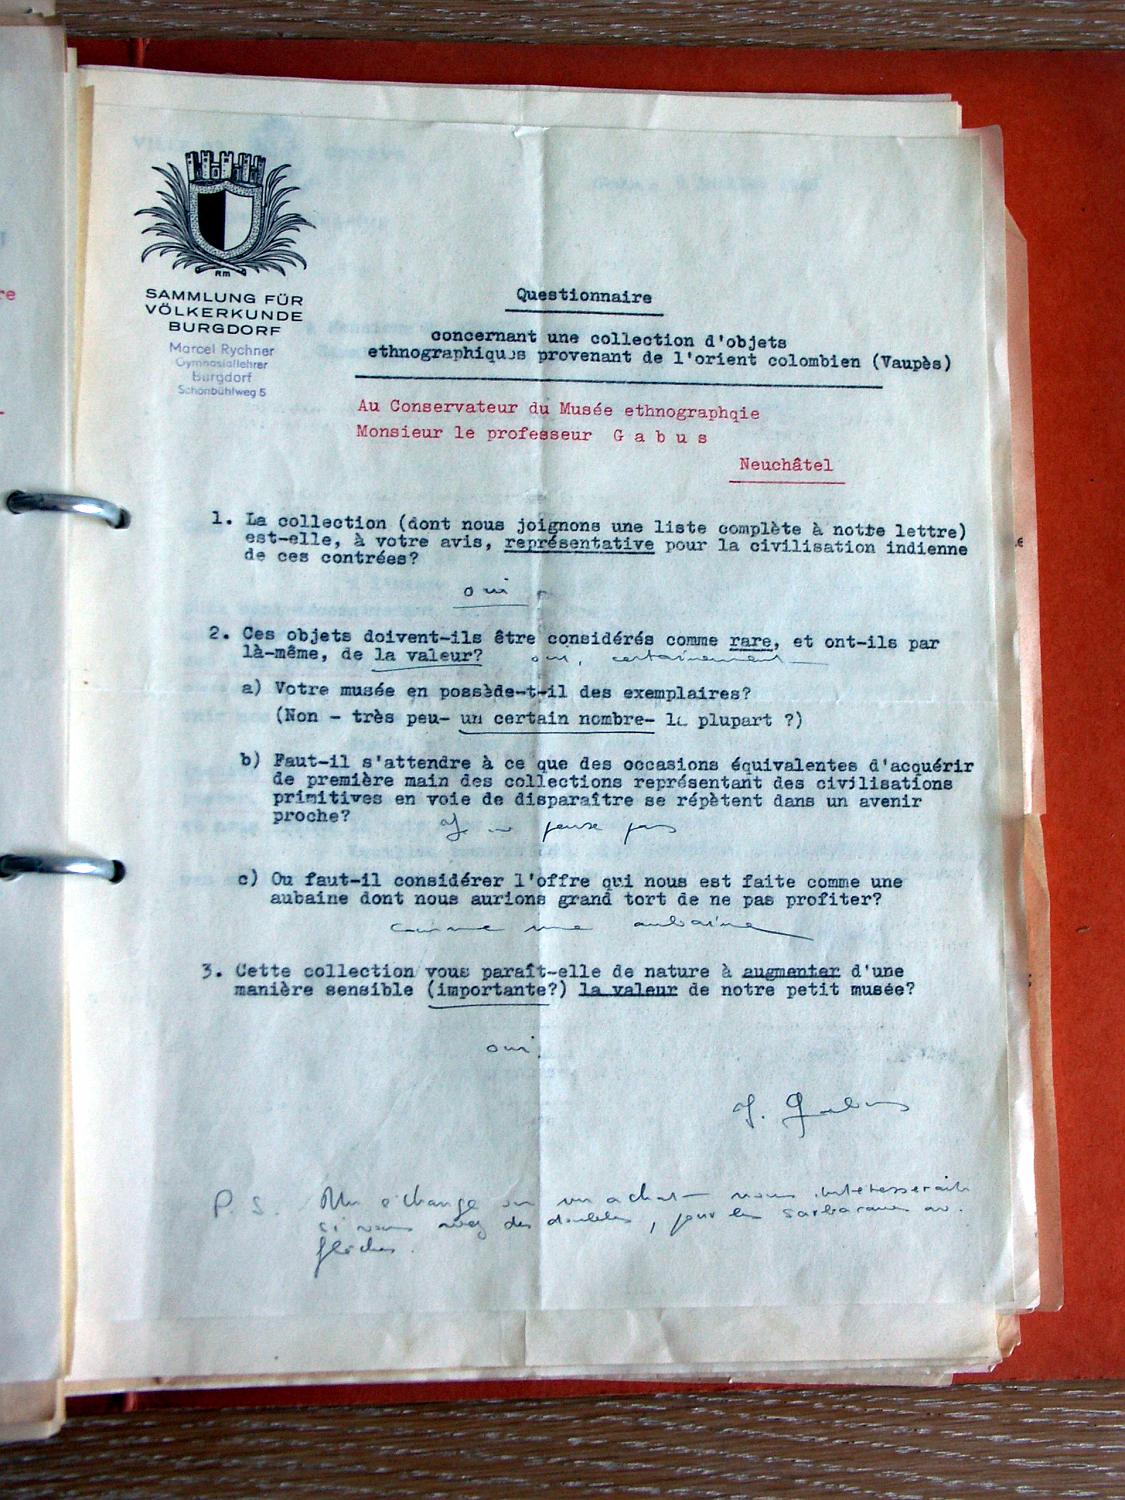 RM
SAMMLUNG FÜR
VÖLKERKUNDE
BURGDORF
Marcel Rychner
Gymnasiallehrer
Burgdorf
Schönbühlweg 5
Questionnaire
concernant une collection d'objets
ethnographiques provenant de l'orient colombien (Vaupès)
Au Conservateur du Musée ethnographqie
Monsieur le professeur G a b u s
Neuchâtel
1. La collection (dont nous joignons une liste complète à notre lettre)
est-elle, à votre avis, représentative pour la civilisation indienne
de ces contrées?
oui
2. Ces objets doivent-ils être considérés comme rare, et ont-ils par
là-même, de la valeur? oui, certainement
a) Votre musée en possède-t-il des exemplaires?
(Non - très peu- un certain nombre- la plupart ?)
b) Faut-il s'attendre à ce que des occasions équivalentes d'acquérir
de première main des collections représentant des civilisations
primitives en voie de disparaître se répètent dans un avenir
proche? Je ne pense pas
c) Ou faut-il considérer l'offre qui nous est faite comme une
aubaine dont nous aurions grand tort de ne pas profiter?
comme une aubaine
3. Cette collection vous paraît-elle de nature à augmenter d'une
manière sensible (importante?) la valeur de notre petit musée?
oui.
J. Gabus
P.S. Un échange ou un achat nous intéresserait
si vous avez des doubles, pour les sarbacanes ou
flèches.